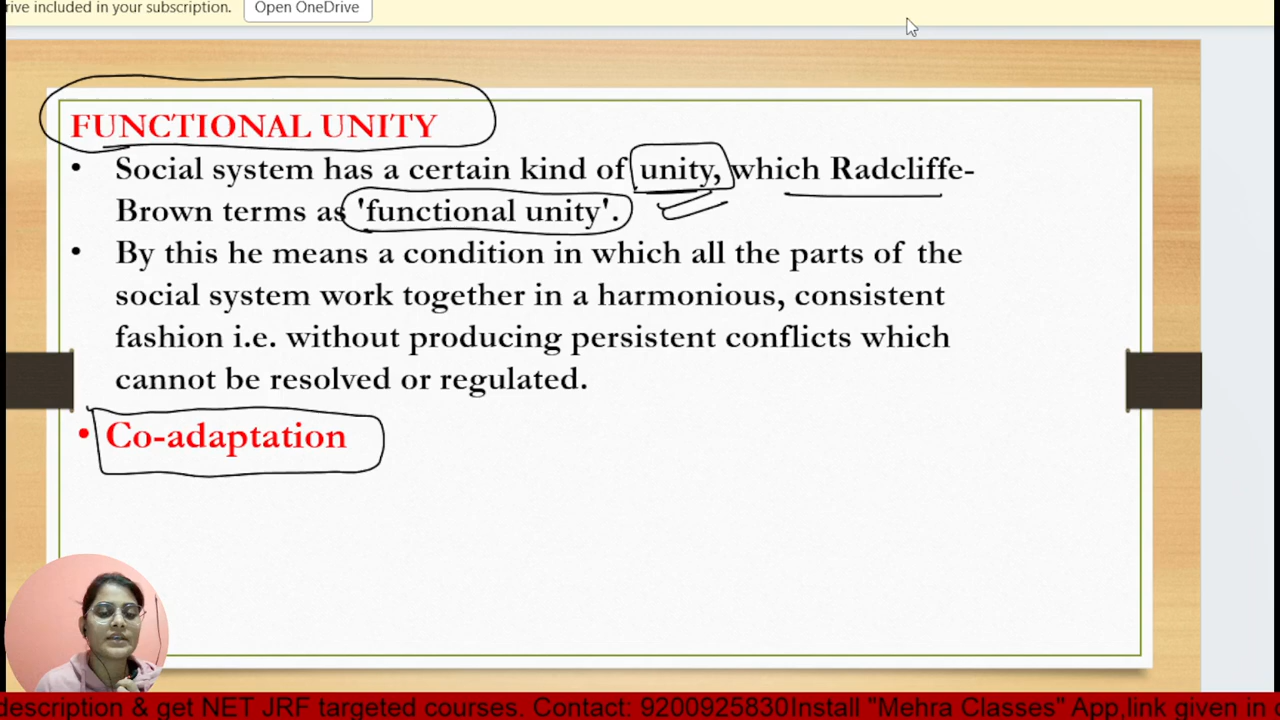 rive included in your subscription. Open OneDrive
FUNCTIONAL UNITY
• Social system has a certain kind of unity, which Radcliffe-
Brown terms as 'functional unity'.
• By this he means a condition in which all the parts of the
social system work together in a harmonious, consistent
fashion i.e. without producing persistent conflicts which
cannot be resolved or regulated.
• Co-adaptation
description & get NET JRF targeted courses. Contact: 9200925830Install "Mehra Classes" App,link given in